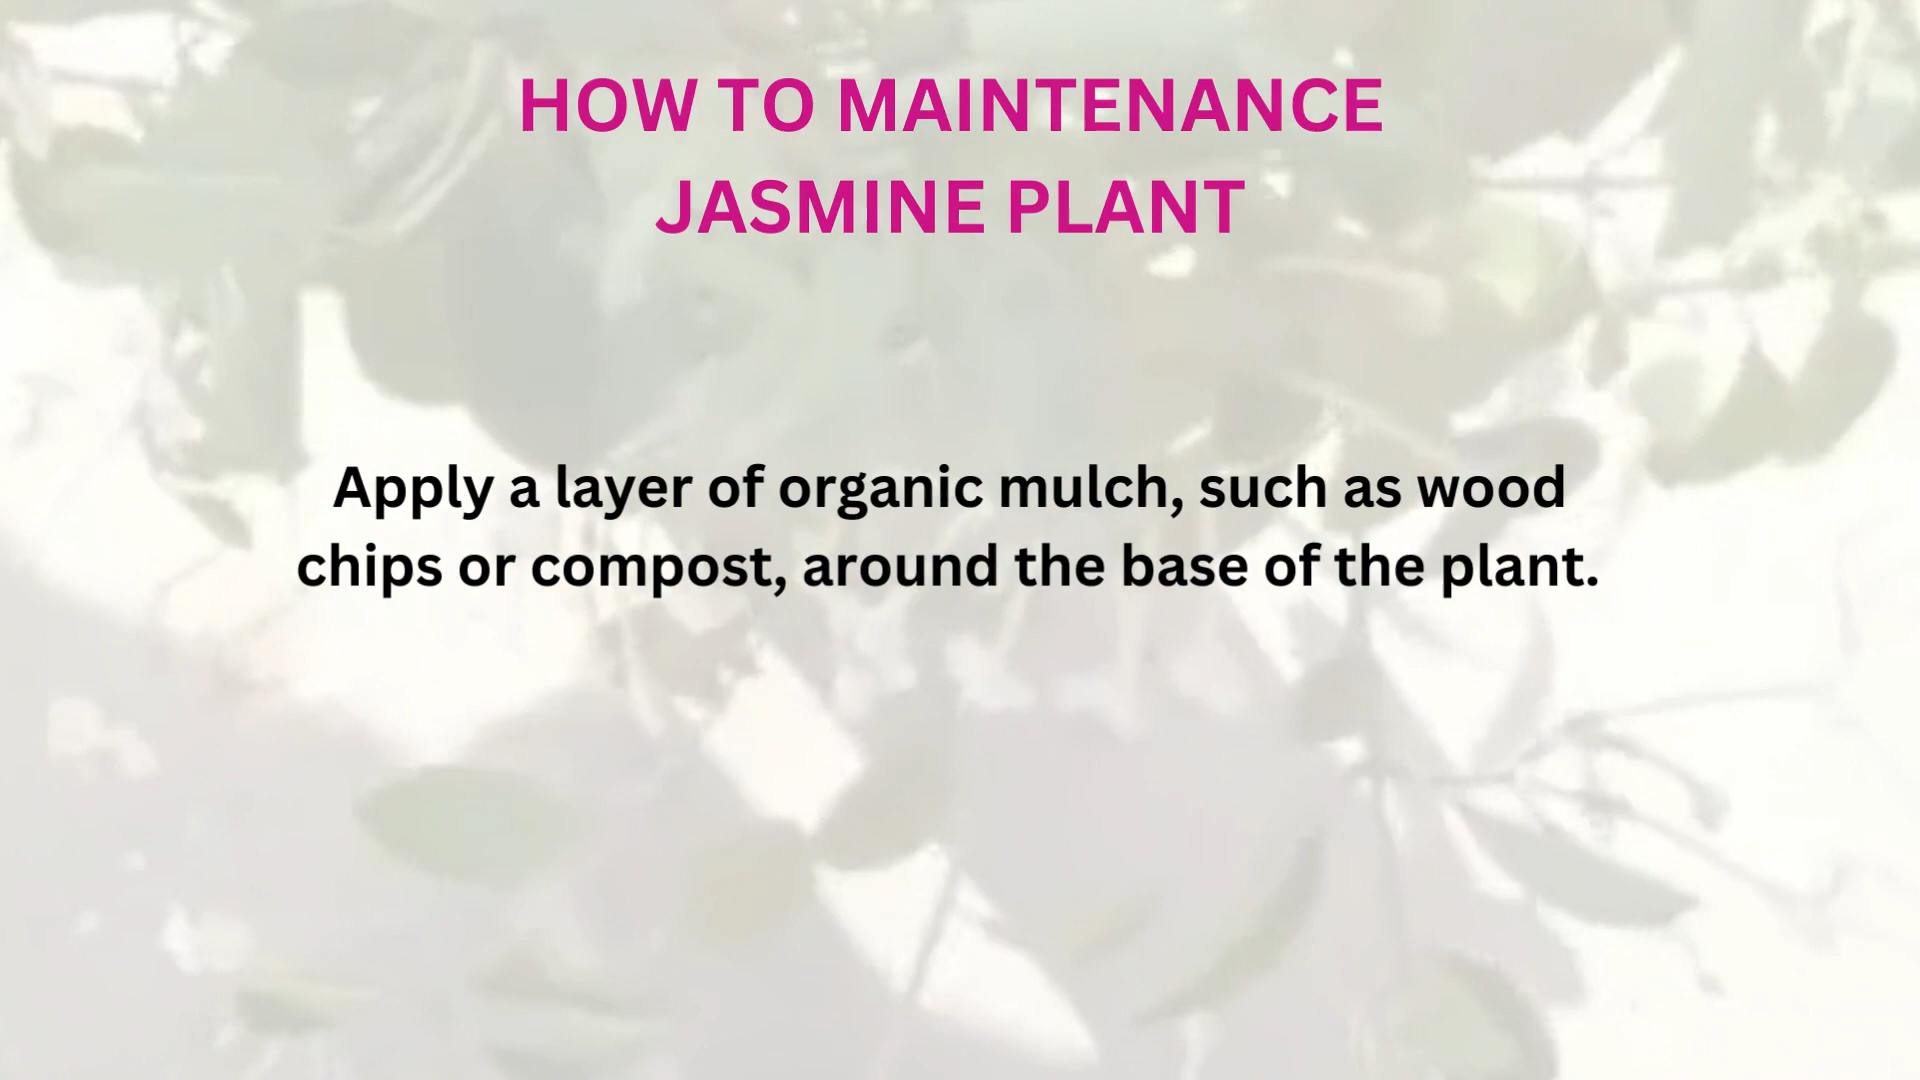 HOW TO MAINTENANCE
JASMINE PLANT
Apply a layer of organic mulch, such as wood
chips or compost, around the base of the plant.